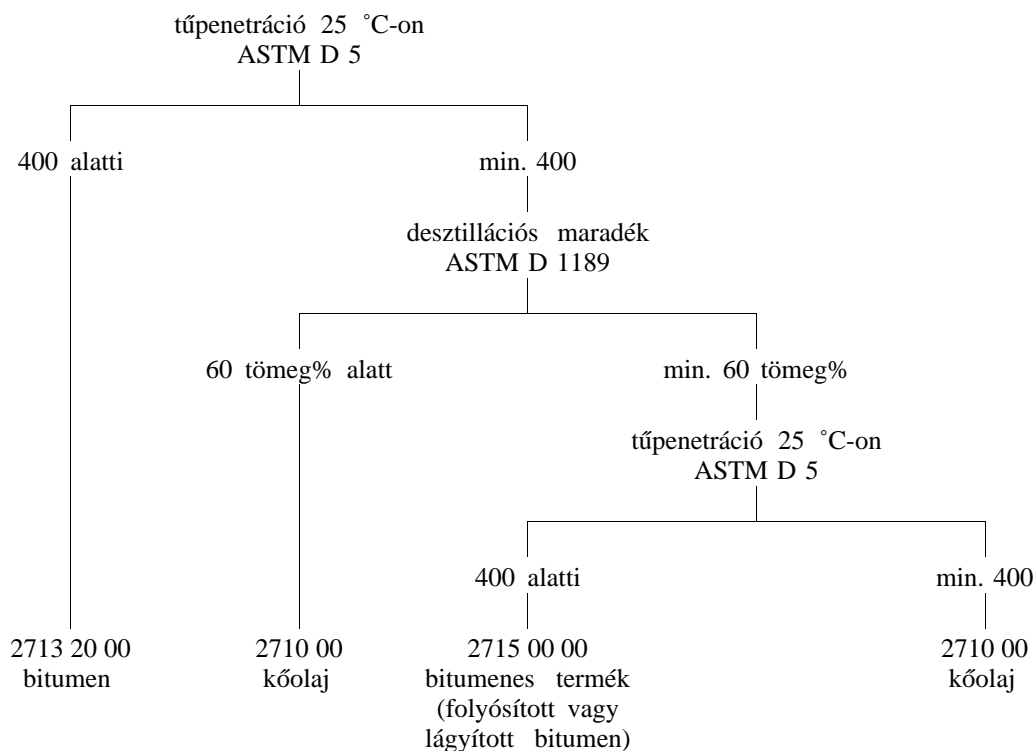 tűpenetráció 25 °C-on
ASTM D 5
400 alatti
min. 400
desztillációs maradék
ASTM D 1189
60 tömeg% alatt
min. 60 tömeg%
tűpenetráció 25 °C-on
ASTM D 5
400 alatti
min. 400
2713 20 00
bitumen
2710 00
kőolaj
2715 00 00
bitumenes termék
(folyósított vagy
lágyított bitumen)
2710 00
kőolaj